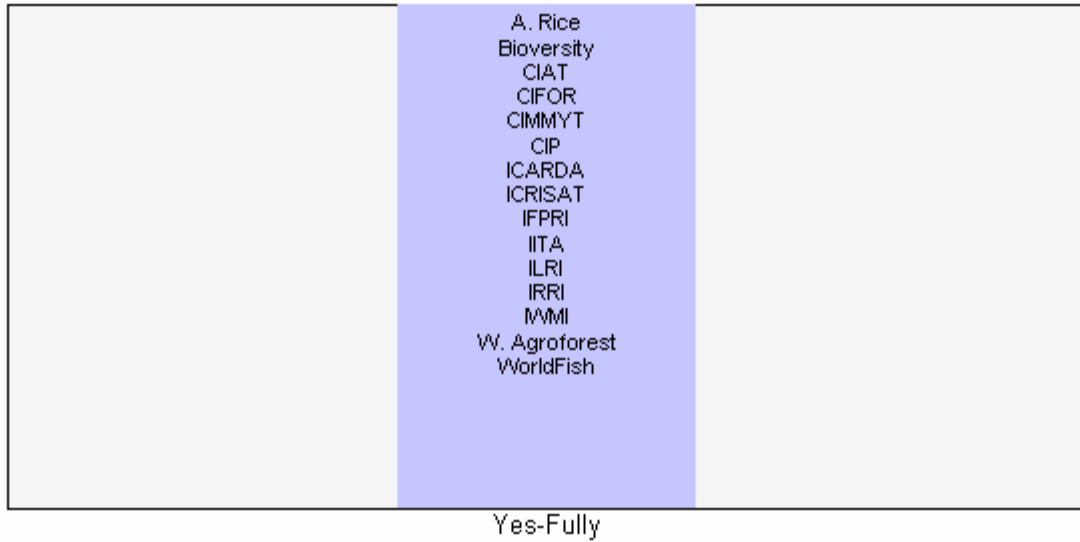 A. Rice
Bioversity
CIAT
CIFOR
CIMMYT
CIP
ICARDA
ICRISAT
IFPRI
IITA
ILRI
IRRI
IWMI
W. Agroforest
WorldFish
Yes-Fully